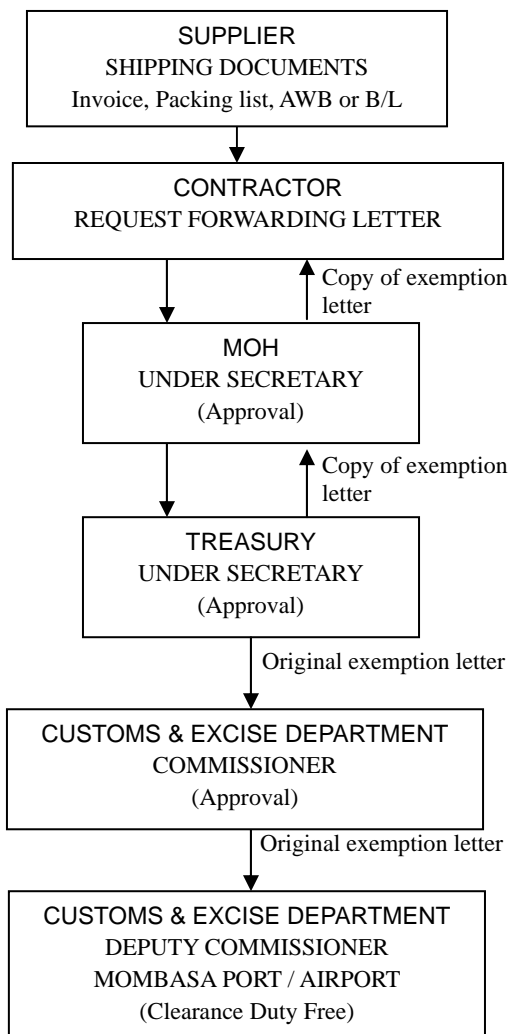 SUPPLIER
SHIPPING DOCUMENTS
Invoice, Packing list, AWB or B/L
CONTRACTOR
REQUEST FORWARDING LETTER
Copy of exemption
letter
MOH
UNDER SECRETARY
(Approval)
Copy of exemption
letter
TREASURY
UNDER SECRETARY
(Approval)
Original exemption letter
CUSTOMS & EXCISE DEPARTMENT
COMMISSIONER
(Approval)
Original exemption letter
CUSTOMS & EXCISE DEPARTMENT
DEPUTY COMMISSIONER
MOMBASA PORT / AIRPORT
(Clearance Duty Free)